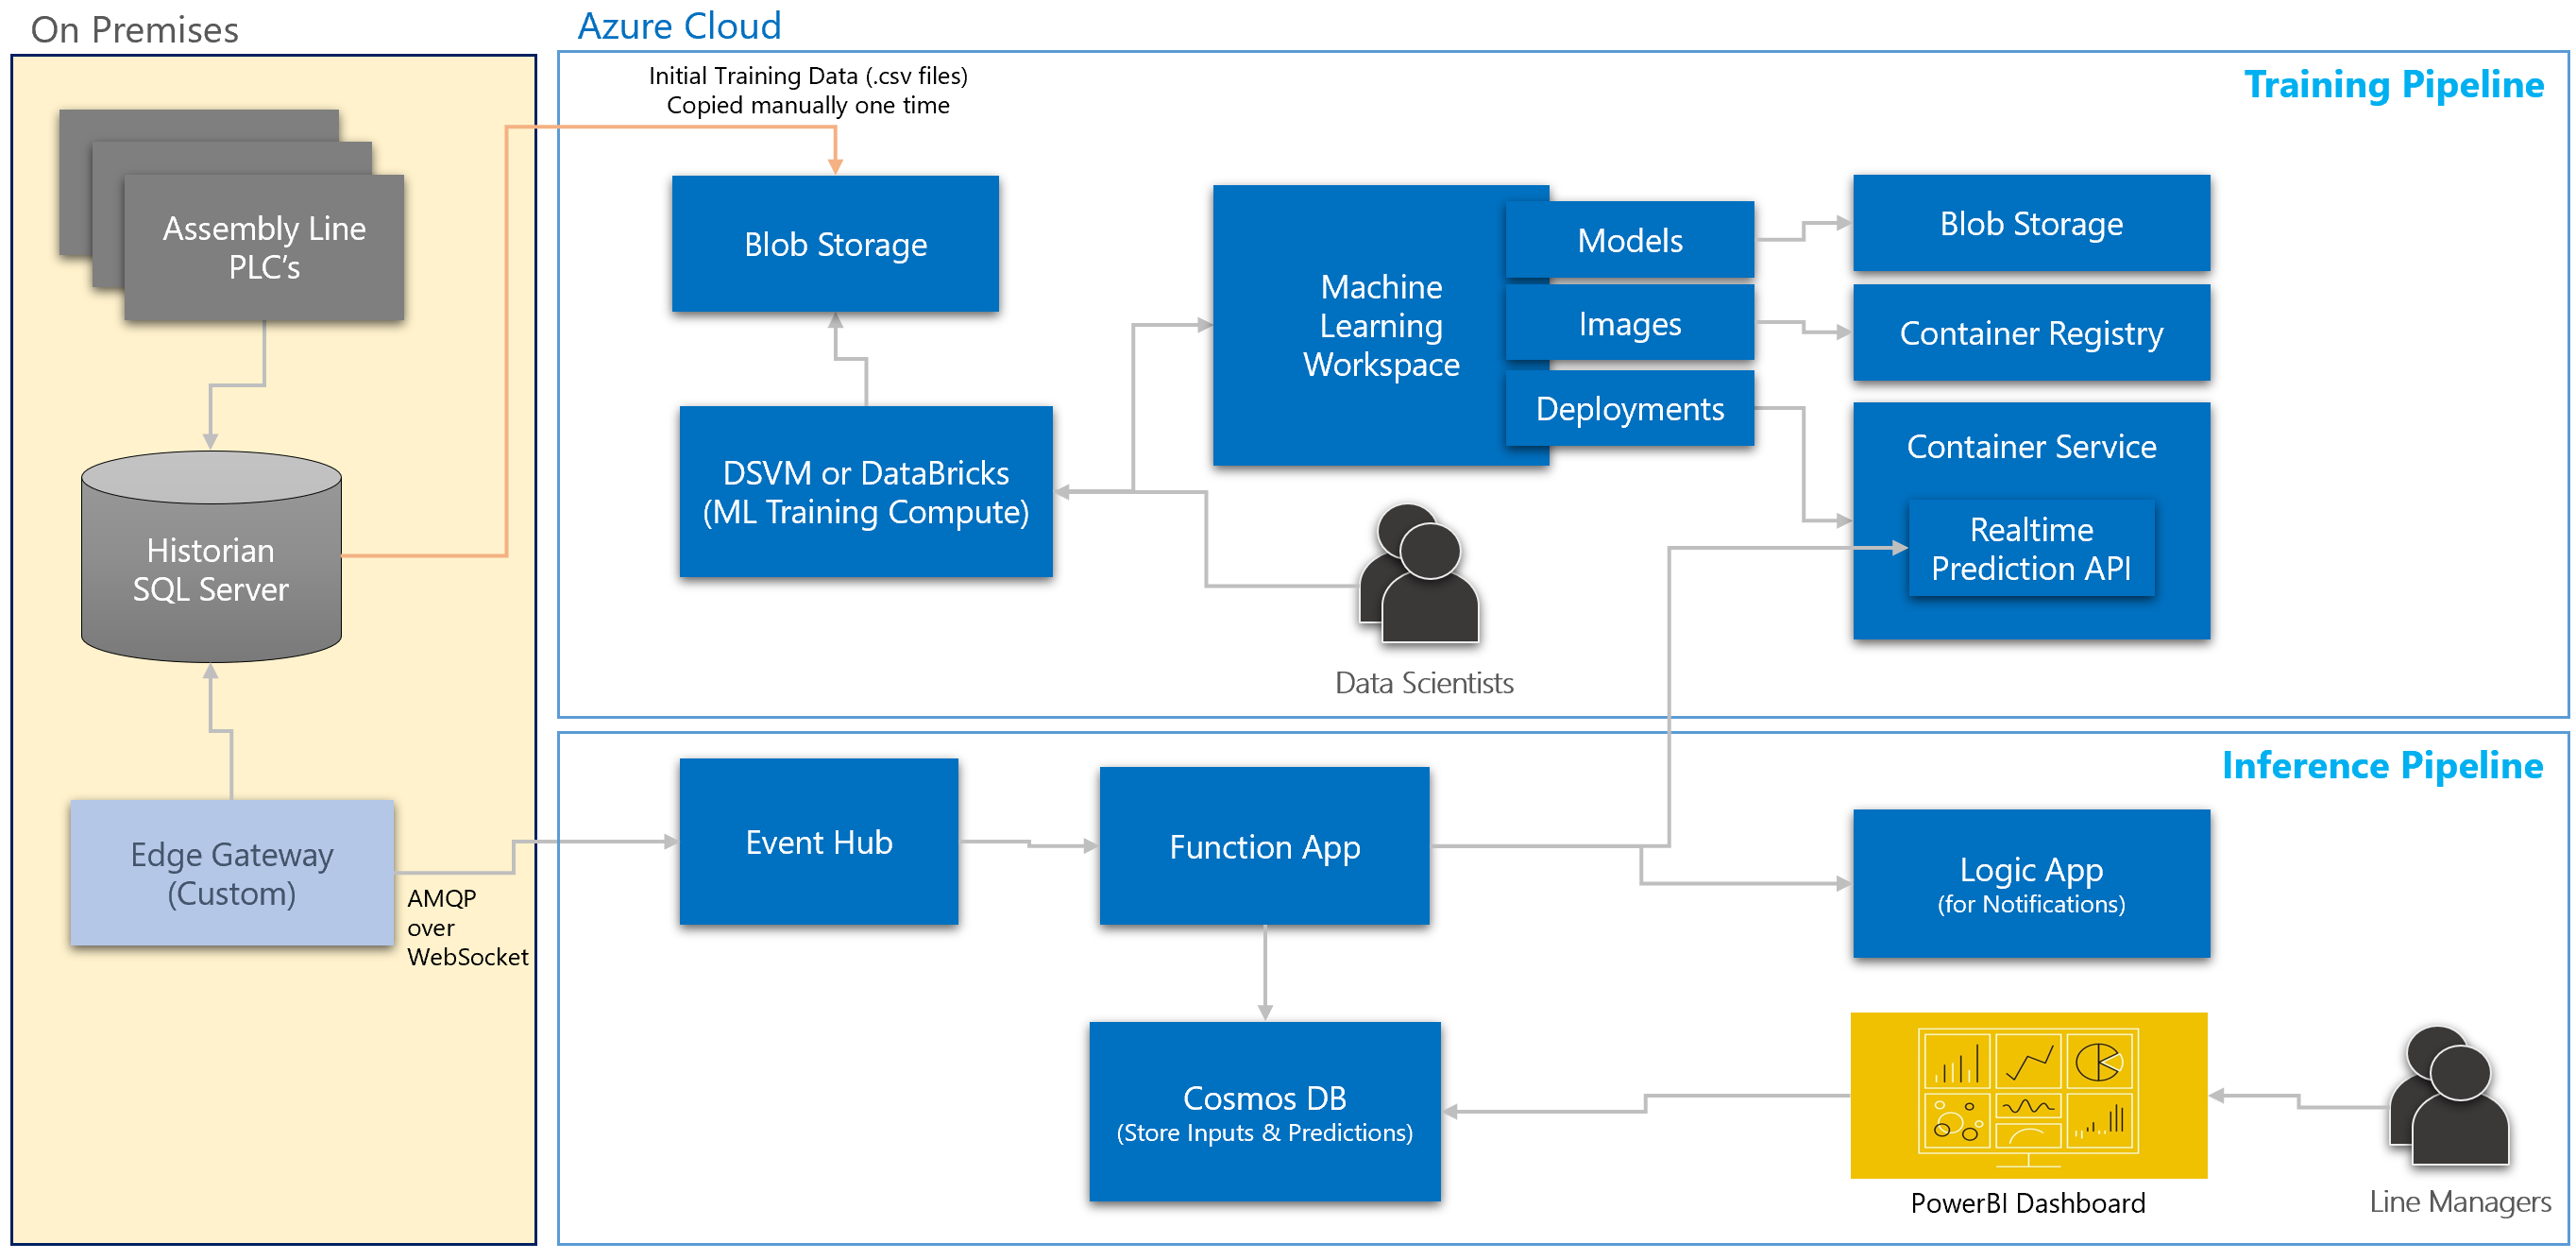 On Premises
Assembly Line
PLC’s
Historian
SQL Server
Edge Gateway
(Custom)
AMQP
over
WebSocket
Azure Cloud
Training Pipeline
Initial Training Data (.csv files)
Copied manually one time
Blob Storage
DSVM or DataBricks
(ML Training Compute)
Machine
Learning
Workspace
Models
Images
Deployments
Blob Storage
Container Registry
Container Service
Realtime
Prediction API
Data Scientists
Inference Pipeline
Event Hub
Function App
Logic App
(for Notifications)
Cosmos DB
(Store Inputs & Predictions)
PowerBI Dashboard
Line Managers